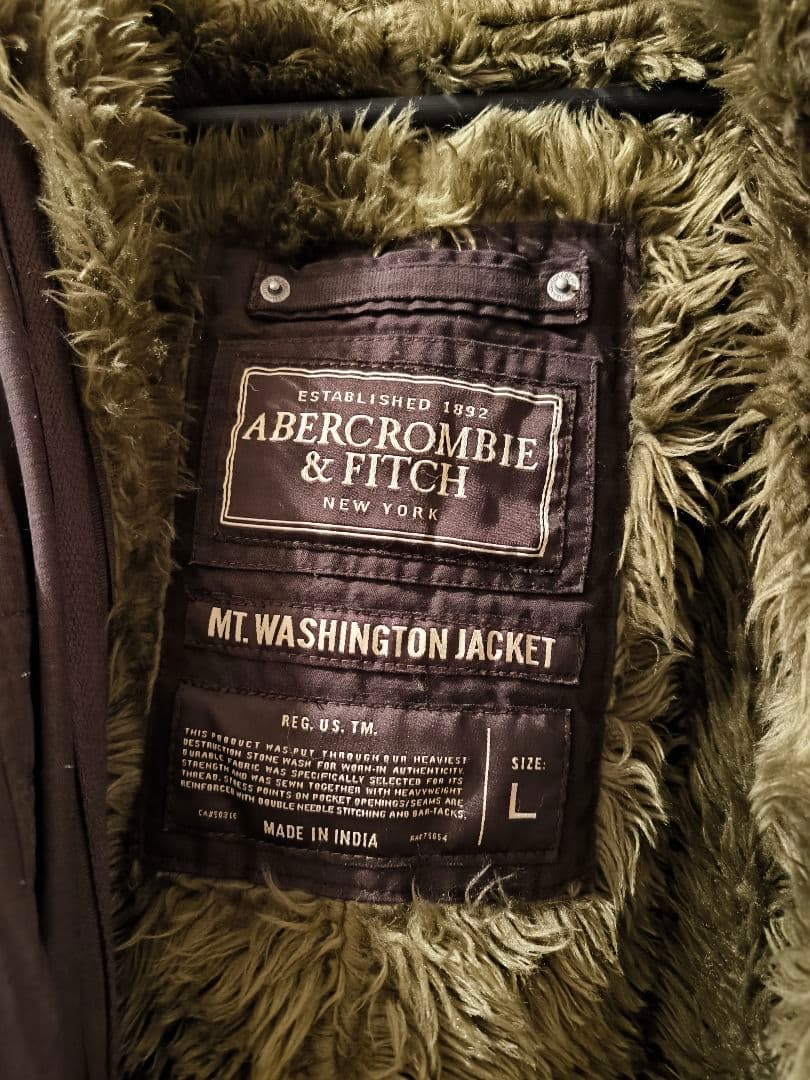 ESTABLISHED 1892
ABERCROMBIE
& FITCH
NEW YORK
MT. WASHINGTON JACKET
REG. US. TM.
THIS PRODUCT WAS PUT THROUGH OUR HEAVIEST
DESTRUCTION STONE WASH FOR WORN-IN AUTHENTICITY.
DURABLE FABRIC WAS SPECIFICALLY SELECTED FOR ITS
STRENGTH AND WAS SEWN TOGETHER WITH HEAVYWEIGHT
THREAD. STRESS POINTS ON POCKET OPENINGS/SEAMS ARE
REINFORCED WITH DOUBLE NEEDLE STITCHING AND BAR-TACKS.
MADE IN INDIA
SIZE:
L